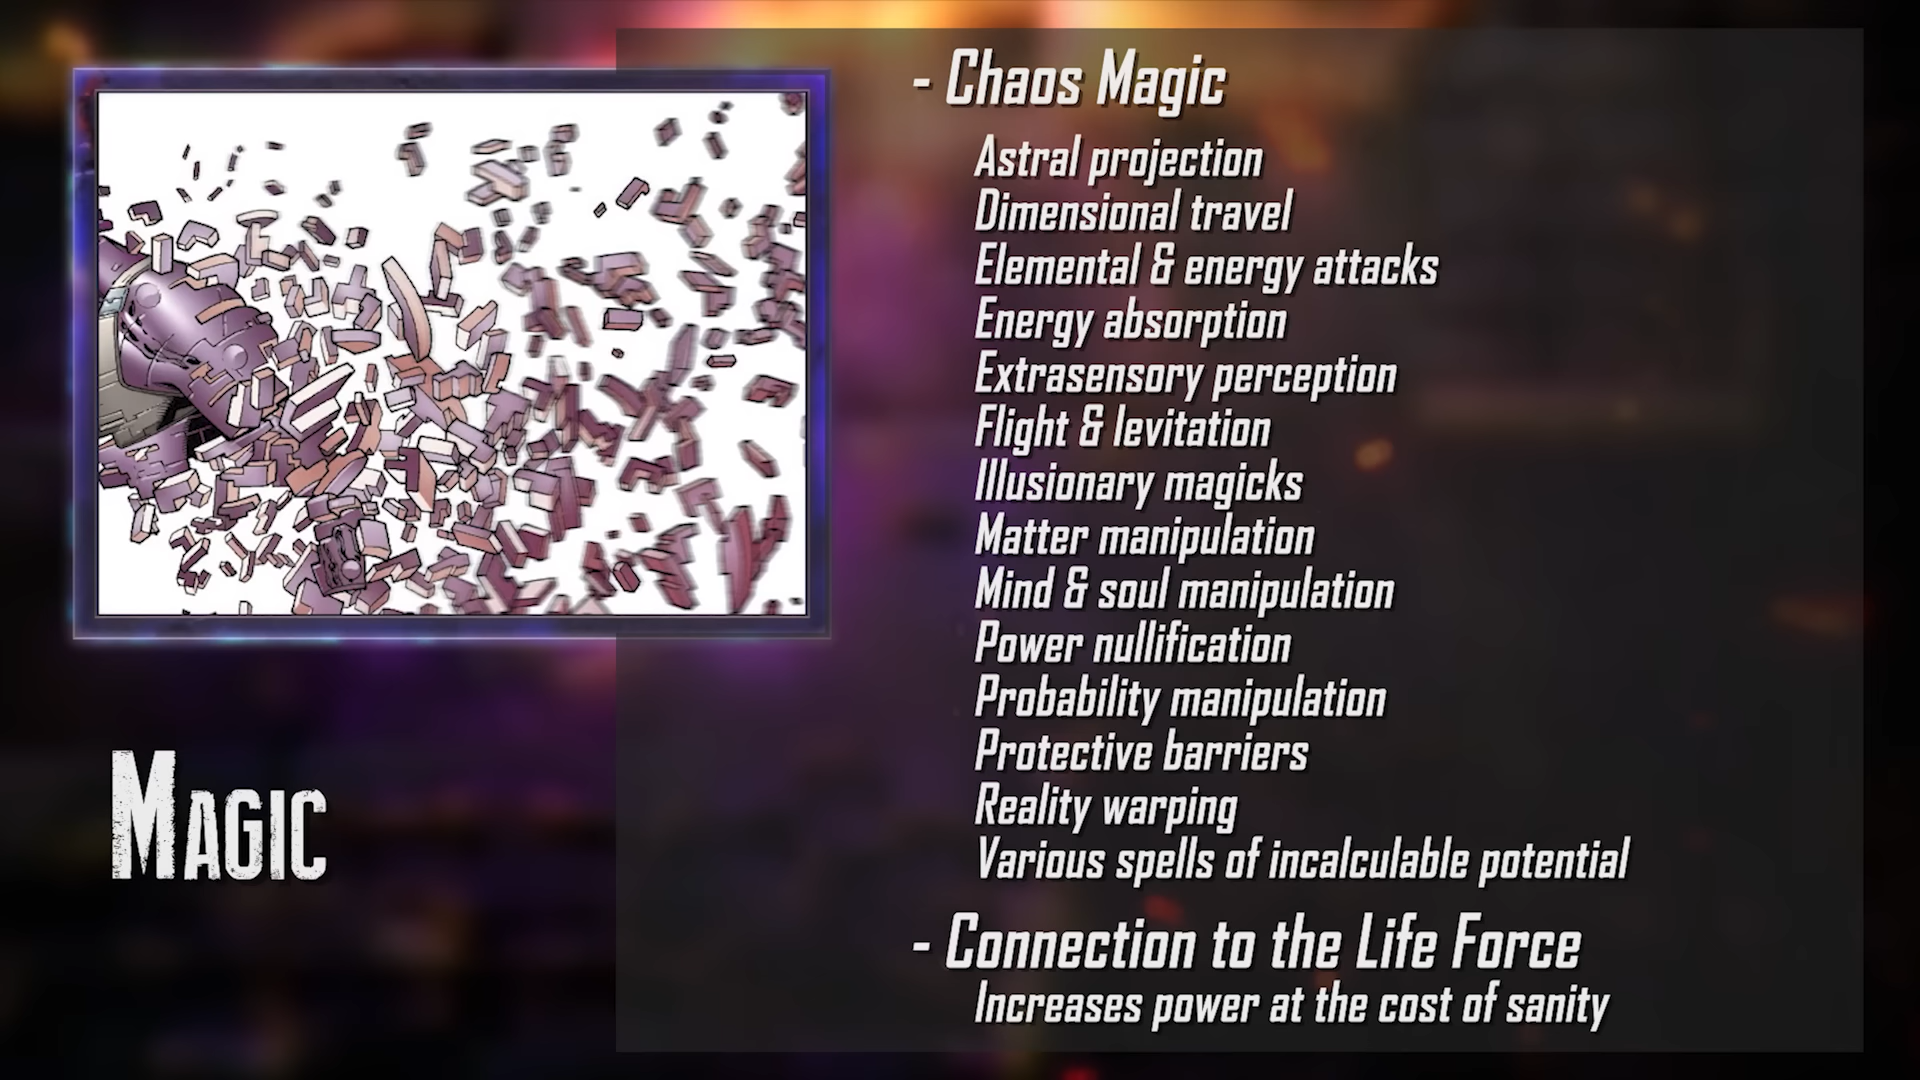 - Chaos Magic
Astral projection
Dimensional travel
Elemental & energy attacks
Energy absorption
Extrasensory perception
Flight & levitation
Illusionary magicks
Matter manipulation
Mind & soul manipulation
Power nullification
Probability manipulation
Protective barriers
Reality warping
Various spells of incalculable potential
- Connection to the Life Force
Increases power at the cost of sanity
Magic